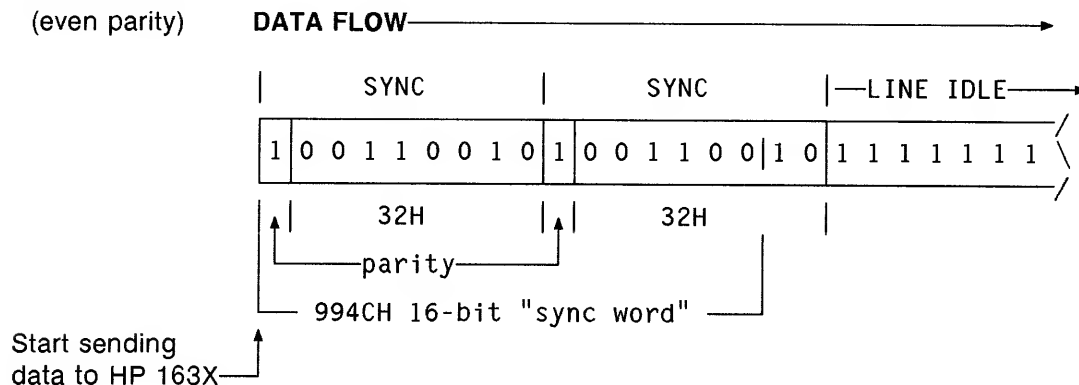 (even parity) DATA FLOW
SYNC SYNC LINE IDLE
1 0 0 1 1 0 0 1 0 1 0 0 1 1 0 0 1 0 1 1 1 1 1 1 1
32H 32H
parity
994CH 16-bit "sync word"
Start sending
data to HP 163X